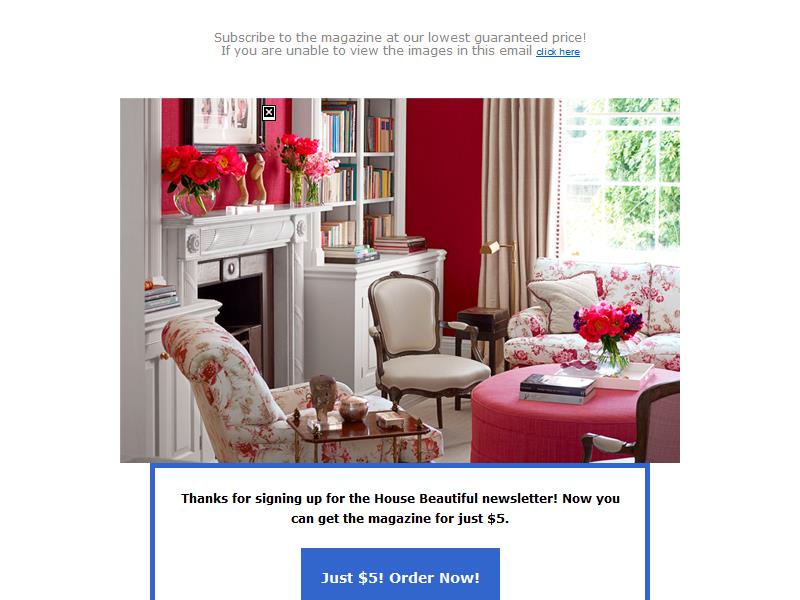 Subscribe to the magazine at our lowest guaranteed price!
If you are unable to view the images in this email click here
Thanks for signing up for the House Beautiful newsletter! Now you
can get the magazine for just $5.
Just $5! Order Now!